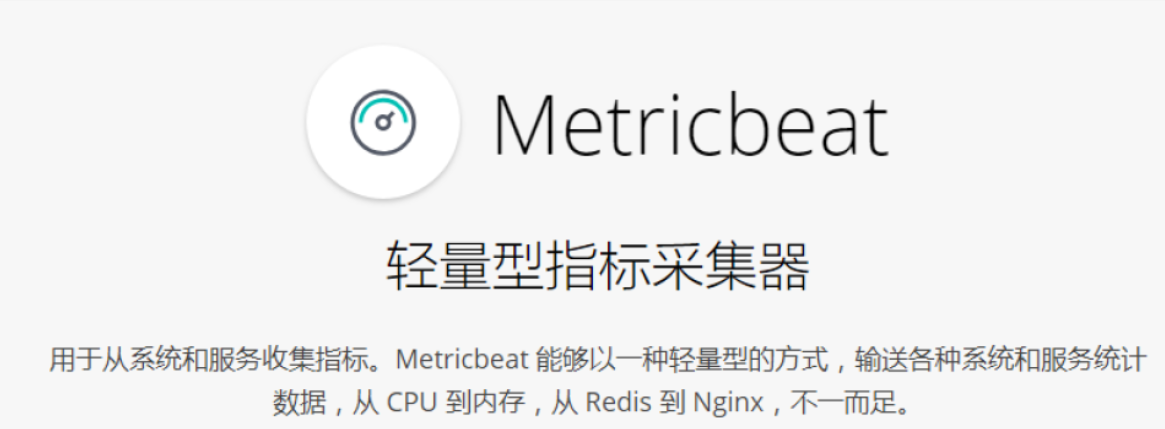 Metricbeat
轻量型指标采集器
用于从系统和服务收集指标。Metricbeat 能够以一种轻量型的方式，输送各种系统和服务统计
数据，从 CPU 到内存，从 Redis 到 Nginx，不一而足。